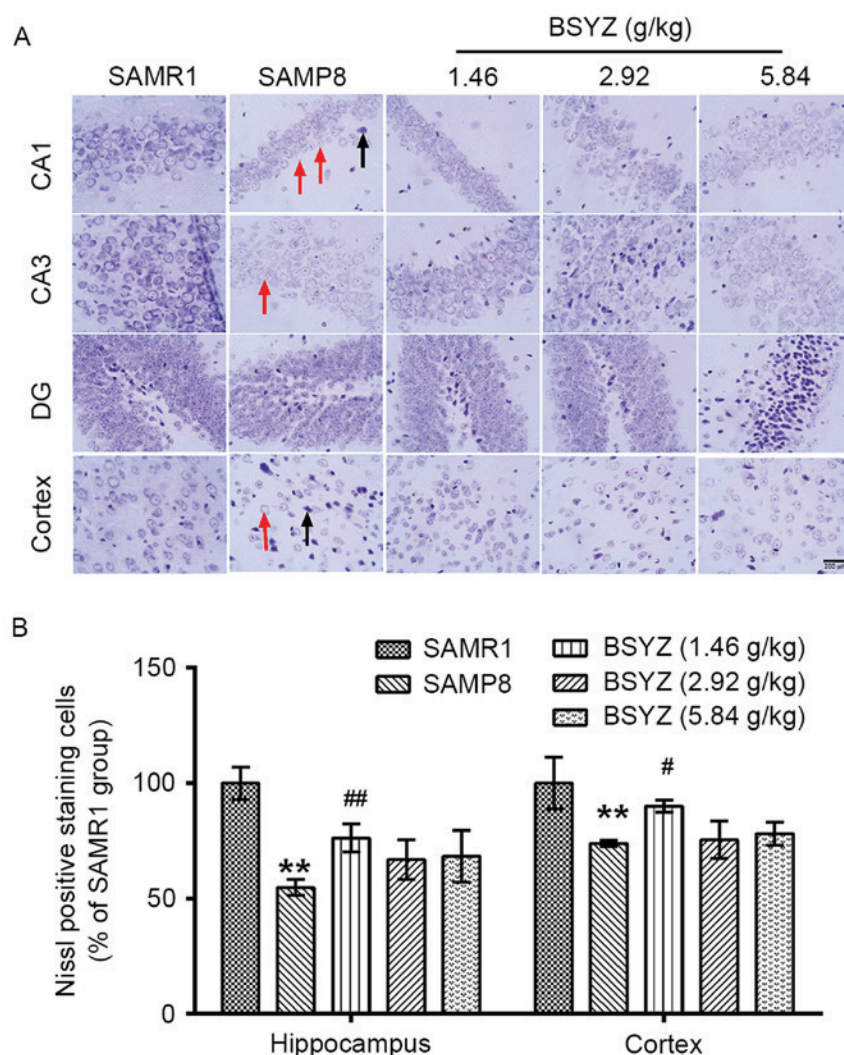 A
BSYZ (g/kg)
SAMR1 SAMP8 1.46 2.92 5.84
CA1
CA3
DG
Cortex
B
SAMR1
SAMP8
BSYZ (1.46 g/kg)
BSYZ (2.92 g/kg)
BSYZ (5.84 g/kg)
Nissl positive staining cells
(% of SAMR1 group)
150
100
50
0
** ## ** #
Hippocampus Cortex